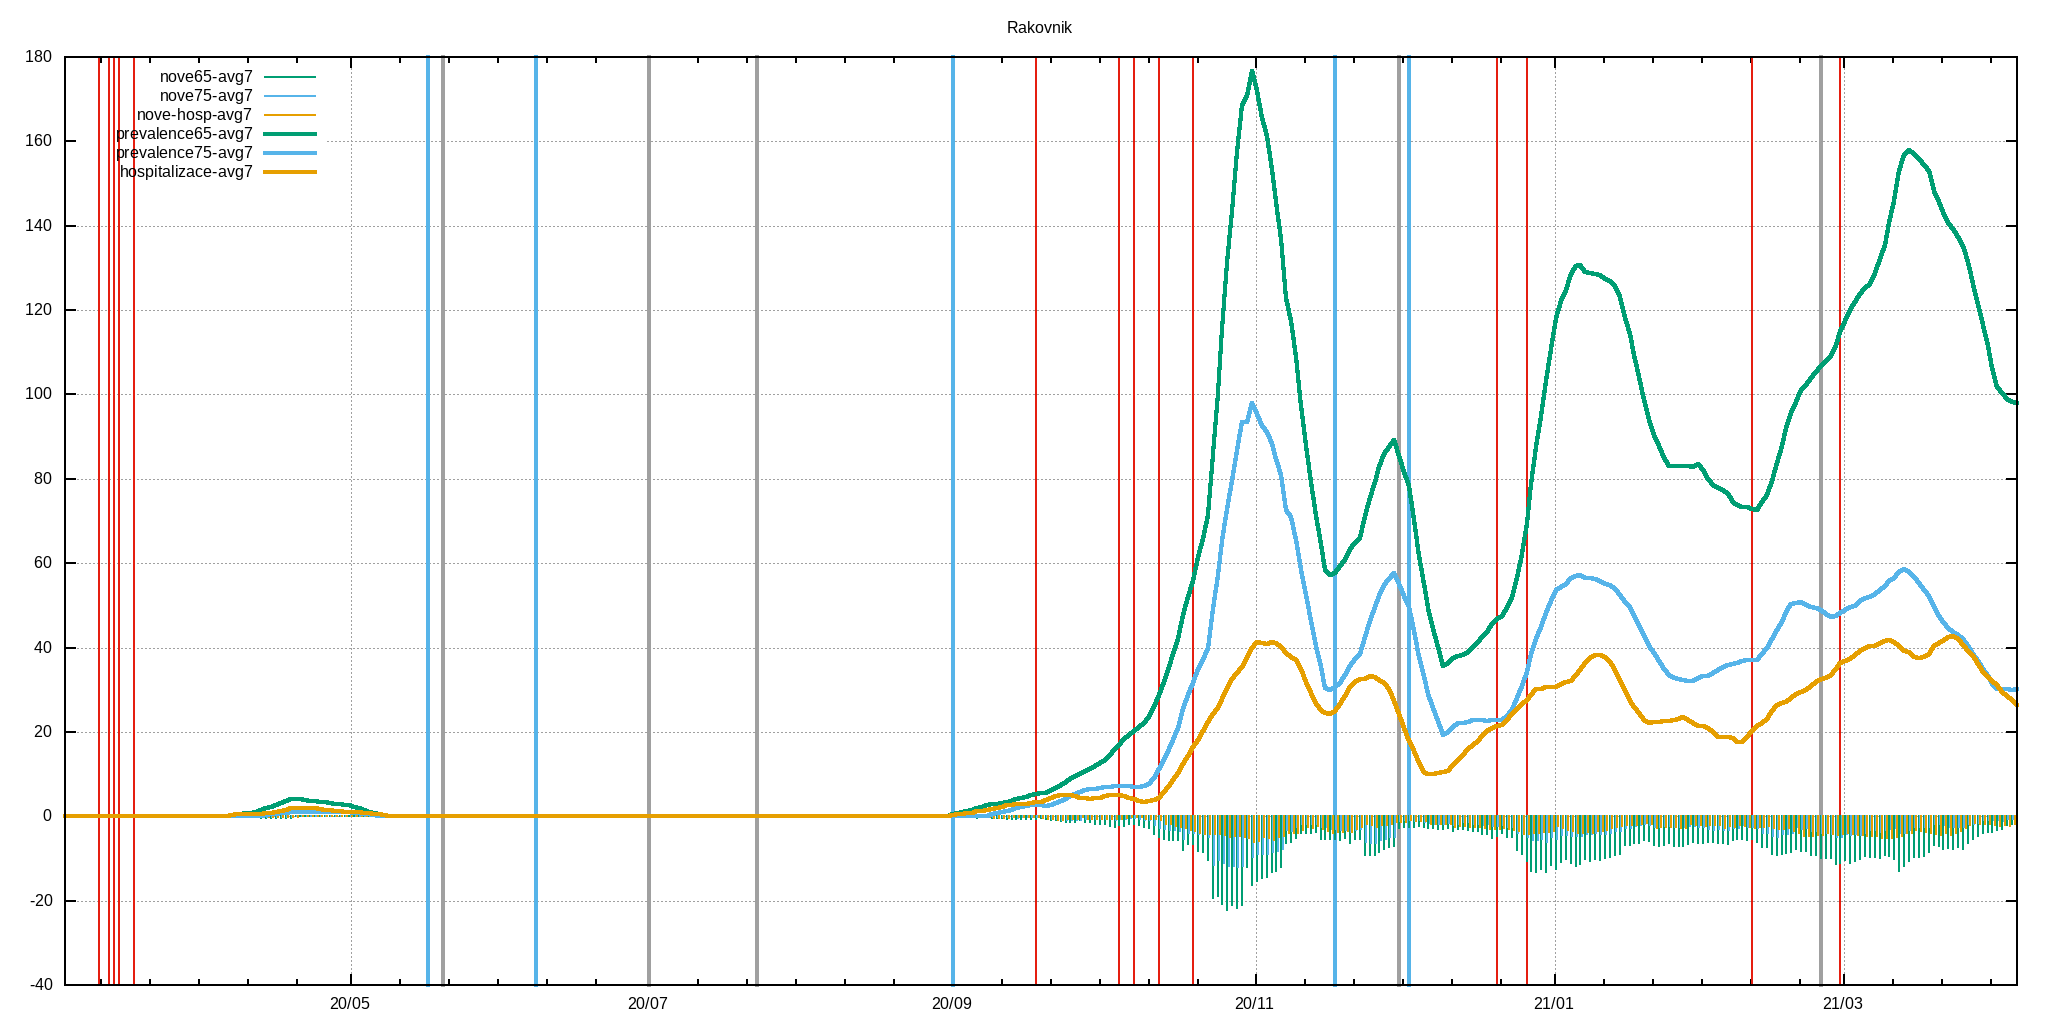 Rakovnik
180
160
140
120
100
80
60
40
20
0
-20
-40
nove65-avg7
nove75-avg7
nove-hosp-avg7
prevalence65-avg7
prevalence75-avg7
hospitalizace-avg7
20/05 20/07 20/09 20/11 21/01 21/03